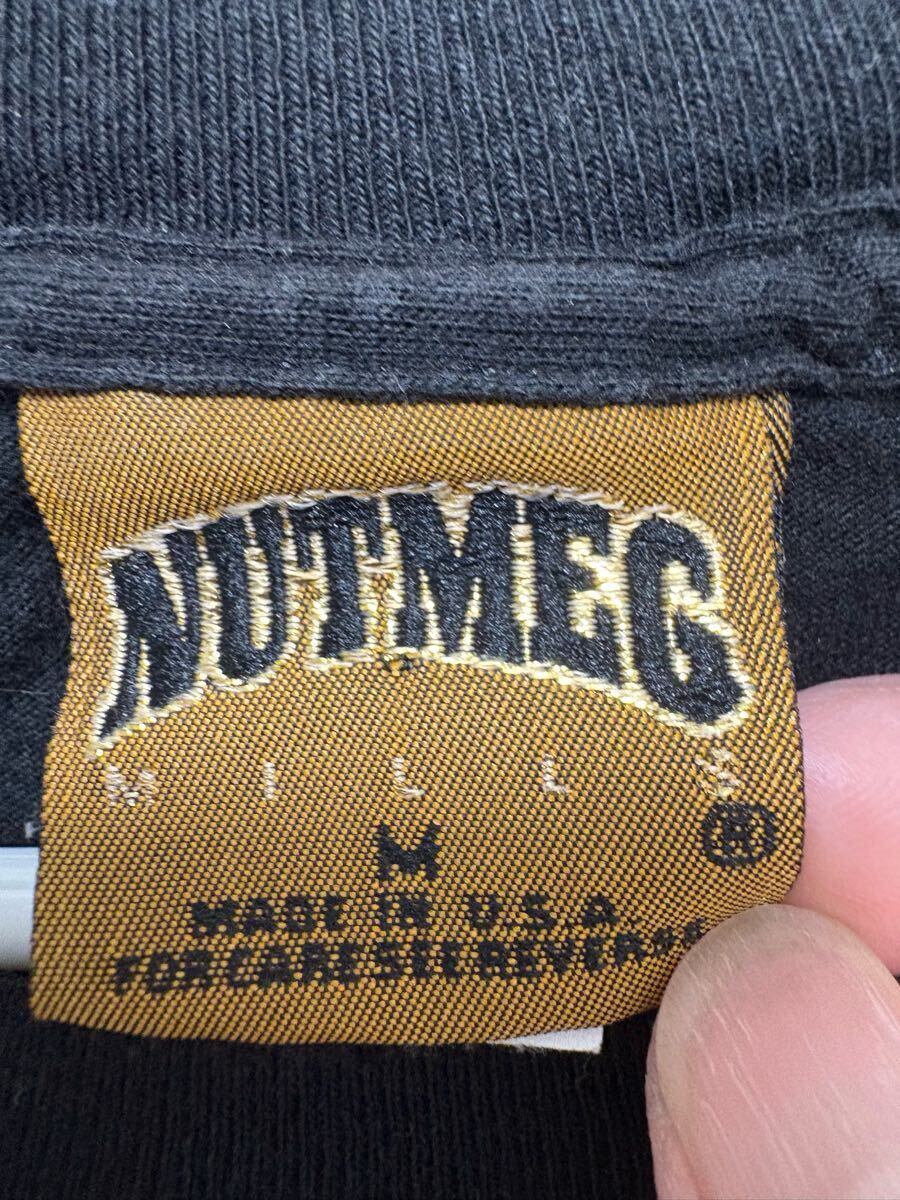 NUTMEG
MILLS
®
M
MADE IN U.S.A.
FOR CARE SEE REVERSE